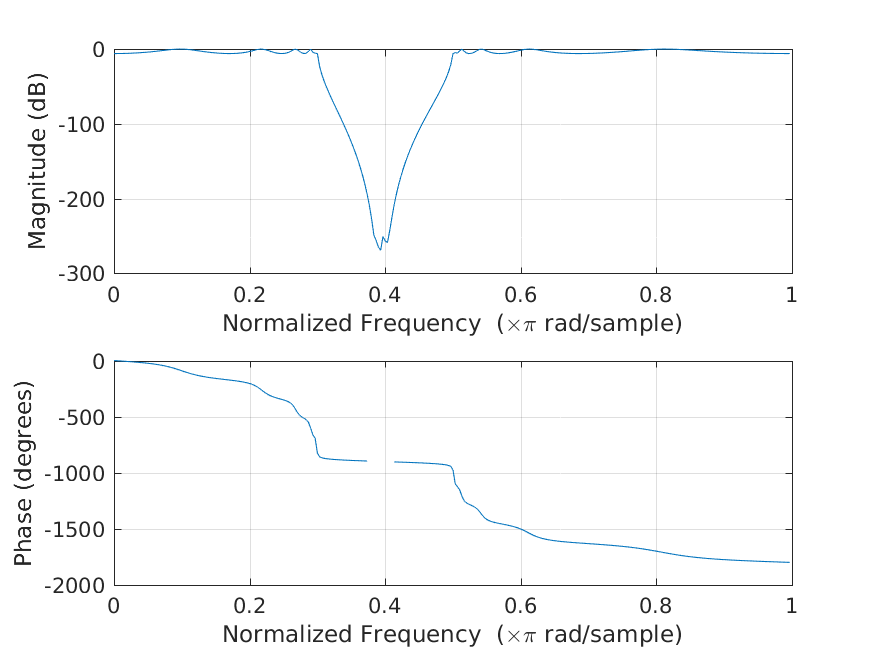 Magnitude (dB)
0
-100
-200
-300
0 0.2 0.4 0.6 0.8 1
Normalized Frequency (×π rad/sample)
Phase (degrees)
0
-500
-1000
-1500
-2000
0 0.2 0.4 0.6 0.8 1
Normalized Frequency (×π rad/sample)